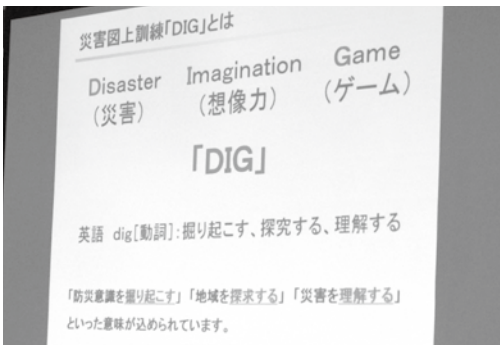 災害図上訓練「DIG」とは
Disaster Imagination Game
(災害) (想像力) (ゲーム)
「DIG」
英語 dig[動詞]:掘り起こす、探究する、理解する
「防災意識を掘り起こす」「地域を探求する」「災害を理解する」
といった意味が込められています。